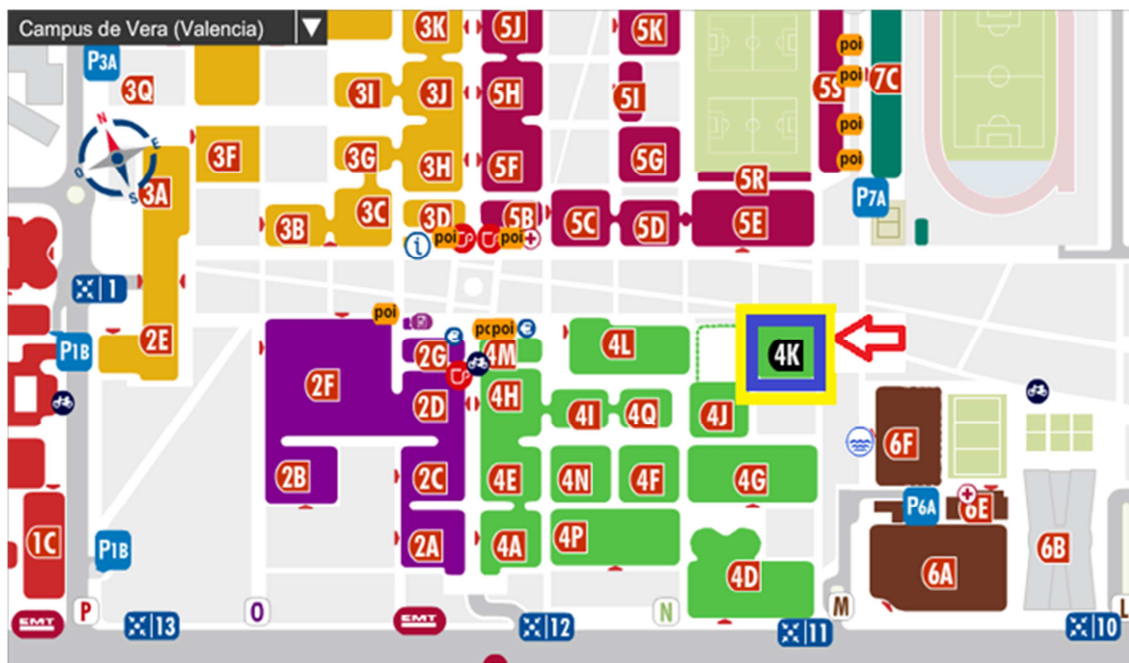 Campus de Vera (Valencia) ▼
3K
5J
5K
P3A
3Q
3I
3J
5H
5I
5S
7C
poi
poi
poi
poi
N
E
S
O
3F
3G
3H
5F
5G
3A
3B
3C
3D
5B
5C
5D
5R
5E
P7A
i
poi
poi
1
P1B
2E
poi
2G
4M
poi
4L
4K
2F
2D
4H
4I
4Q
4J
6F
2B
2C
4E
4N
4F
4G
P6A
6E
1C
P1B
2A
4A
4P
4D
6A
6B
EMT
P
13
O
EMT
12
N
11
M
10
L